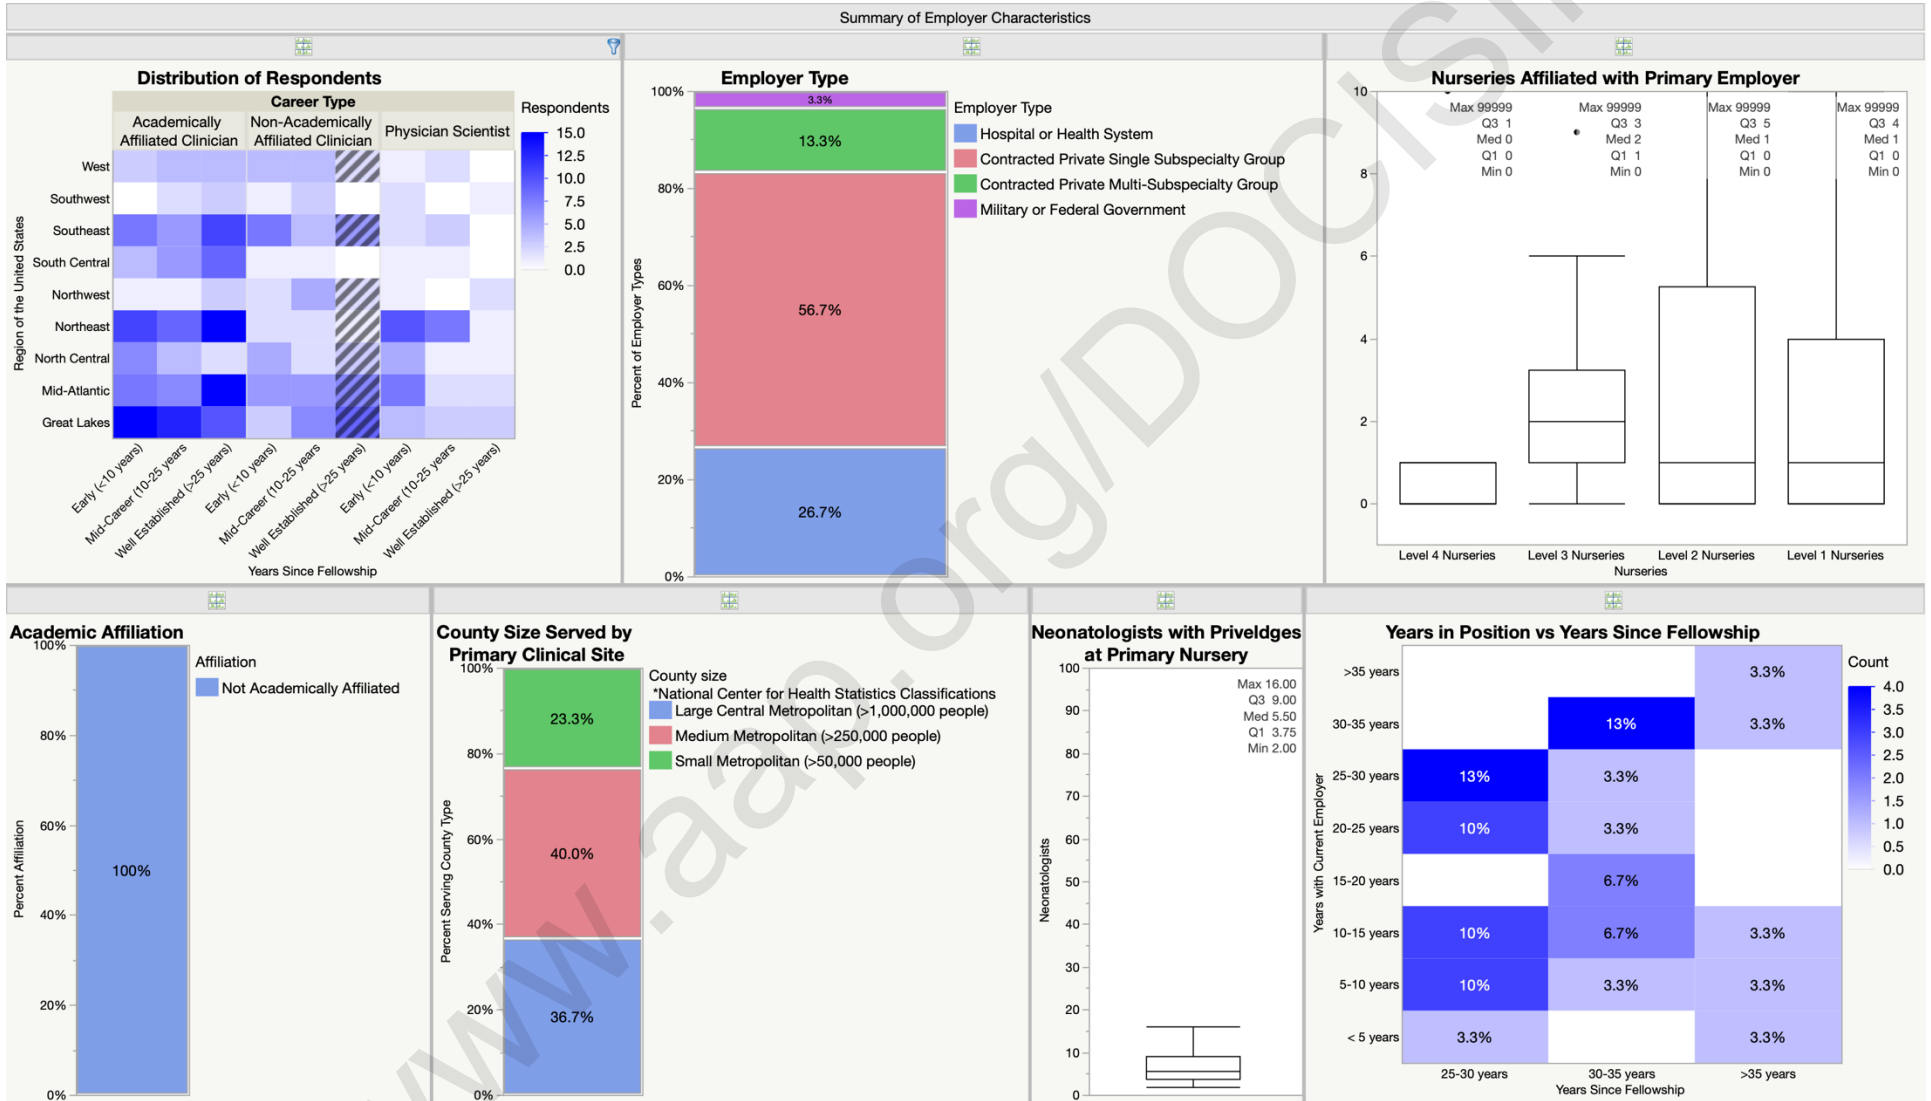 Summary of Employer Characteristics
Distribution of Respondents
Career Type
Academically
Affiliated Clinician
Non-Academically
Affiliated Clinician
Physician Scientist
Respondents
15.0
12.5
10.0
7.5
5.0
2.5
0.0
Region of the United States
West
Southwest
Southeast
South Central
Northwest
Northeast
North Central
Mid-Atlantic
Great Lakes
Early (<10 years)
Mid-Career (10-25 years
Well Established (>25 years)
Early (<10 years)
Mid-Career (10-25 years
Well Established (>25 years)
Early (<10 years)
Mid-Career (10-25 years
Well Established (>25 years)
Years Since Fellowship
Employer Type
Percent of Employer Types
100%
80%
60%
40%
20%
0%
3.3%
13.3%
56.7%
26.7%
Employer Type
Hospital or Health System
Contracted Private Single Subspecialty Group
Contracted Private Multi-Subspecialty Group
Military or Federal Government
Nurseries Affiliated with Primary Employer
10
8
6
4
2
0
Max 99999
Q3 1
Med 0
Q1 0
Min 0
Max 99999
Q3 3
Med 2
Q1 1
Min 0
Max 99999
Q3 5
Med 1
Q1 0
Min 0
Max 99999
Q3 4
Med 1
Q1 0
Min 0
Level 4 Nurseries
Level 3 Nurseries
Level 2 Nurseries
Level 1 Nurseries
Nurseries
Academic Affiliation
Percent Affiliation
100%
80%
60%
40%
20%
0%
100%
Affiliation
Not Academically Affiliated
County Size Served by
Primary Clinical Site
Percent Serving County Type
100%
80%
60%
40%
20%
0%
23.3%
40.0%
36.7%
County size
*National Center for Health Statistics Classifications
Large Central Metropolitan (>1,000,000 people)
Medium Metropolitan (>250,000 people)
Small Metropolitan (>50,000 people)
Neonatologists with Priveldges
at Primary Nursery
Neonatologists
100
90
80
70
60
50
40
30
20
10
0
Max 16.00
Q3 9.00
Med 5.50
Q1 3.75
Min 2.00
Years in Position vs Years Since Fellowship
Years with Current Employer
>35 years
3.3%
30-35 years
13%
3.3%
25-30 years
13%
3.3%
20-25 years
10%
3.3%
15-20 years
6.7%
10-15 years
10%
6.7%
3.3%
5-10 years
10%
3.3%
3.3%
< 5 years
3.3%
3.3%
25-30 years
30-35 years
>35 years
Years Since Fellowship
Count
4.0
3.5
3.0
2.5
2.0
1.5
1.0
0.5
0.0